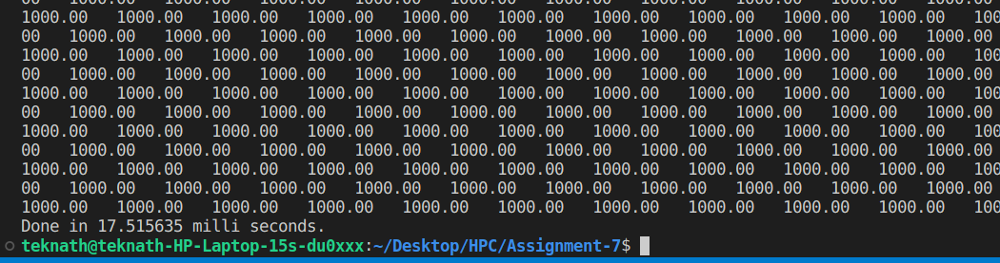 1000.00   1000.00   1000.00   1000.00   1000.00   1000.00   1000.00   1000.00   1000.00   1000.00   100
00   1000.00   1000.00   1000.00   1000.00   1000.00   1000.00   1000.00   1000.00   1000.00   1000.00
1000.00   1000.00   1000.00   1000.00   1000.00   1000.00   1000.00   1000.00   1000.00   1000.00   100
00   1000.00   1000.00   1000.00   1000.00   1000.00   1000.00   1000.00   1000.00   1000.00   1000.00
1000.00   1000.00   1000.00   1000.00   1000.00   1000.00   1000.00   1000.00   1000.00   1000.00   100
00   1000.00   1000.00   1000.00   1000.00   1000.00   1000.00   1000.00   1000.00   1000.00   1000.00
1000.00   1000.00   1000.00   1000.00   1000.00   1000.00   1000.00   1000.00   1000.00   1000.00   100
00   1000.00   1000.00   1000.00   1000.00   1000.00   1000.00   1000.00   1000.00   1000.00   1000.00
1000.00   1000.00   1000.00   1000.00   1000.00   1000.00   1000.00   1000.00   1000.00   1000.00   100
00   1000.00   1000.00   1000.00   1000.00   1000.00   1000.00   1000.00   1000.00   1000.00   1000.00
1000.00   1000.00   1000.00   1000.00   1000.00   1000.00   1000.00   1000.00   1000.00   1000.00   100
Done in 17.515635 milli seconds.
teknath@teknath-HP-Laptop-15s-du0xxx:~/Desktop/HPC/Assignment-7$